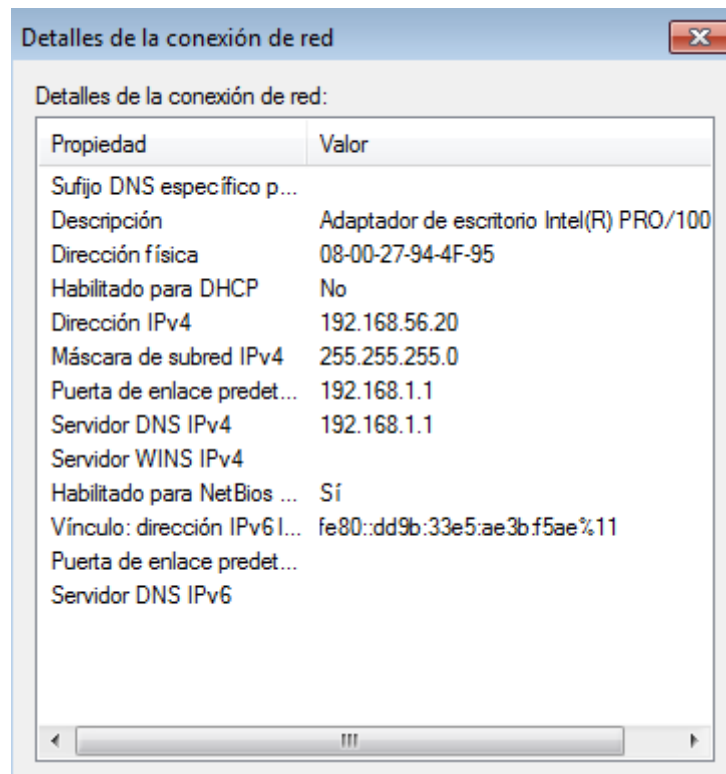 Detalles de la conexión de red
Detalles de la conexión de red:
Propiedad Valor
Sufijo DNS específico p...
Descripción Adaptador de escritorio Intel(R) PRO/100
Dirección física 08-00-27-94-4F-95
Habilitado para DHCP No
Dirección IPv4 192.168.56.20
Máscara de subred IPv4 255.255.255.0
Puerta de enlace predet... 192.168.1.1
Servidor DNS IPv4 192.168.1.1
Servidor WINS IPv4
Habilitado para NetBios ... Sí
Vínculo: dirección IPv6 l... fe80::dd9b:33e5:ae3b:f5ae%11
Puerta de enlace predet...
Servidor DNS IPv6